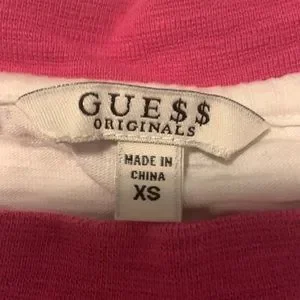 GUE$$
ORIGINALS
MADE IN
CHINA
XS